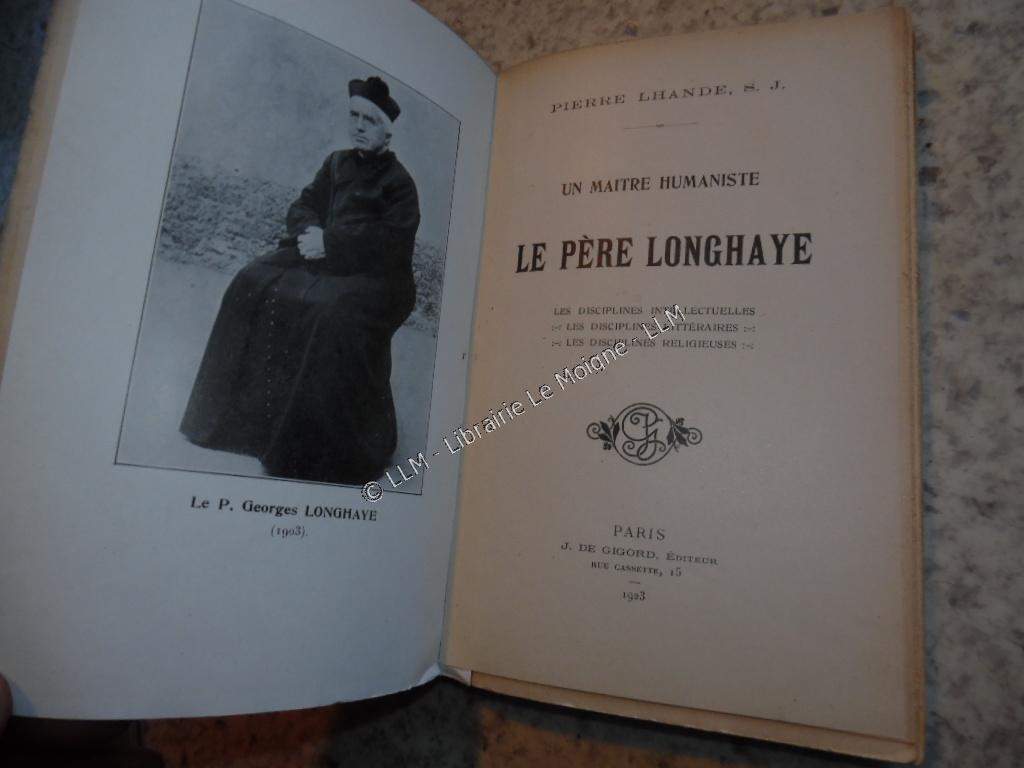 Le P. Georges LONGHAYE
(1903).
PIERRE LHANDE, S. J.
UN MAITRE HUMANISTE
LE PÈRE LONGHAYE
LES DISCIPLINES INTELLECTUELLES
LES DISCIPLINES LITTÉRAIRES
LES DISCIPLINES RELIGIEUSES
PARIS
J. DE GIGORD, ÉDITEUR
RUE CASSETTE, 15
1923
© LLM - Librairie Le Moigne - LLM